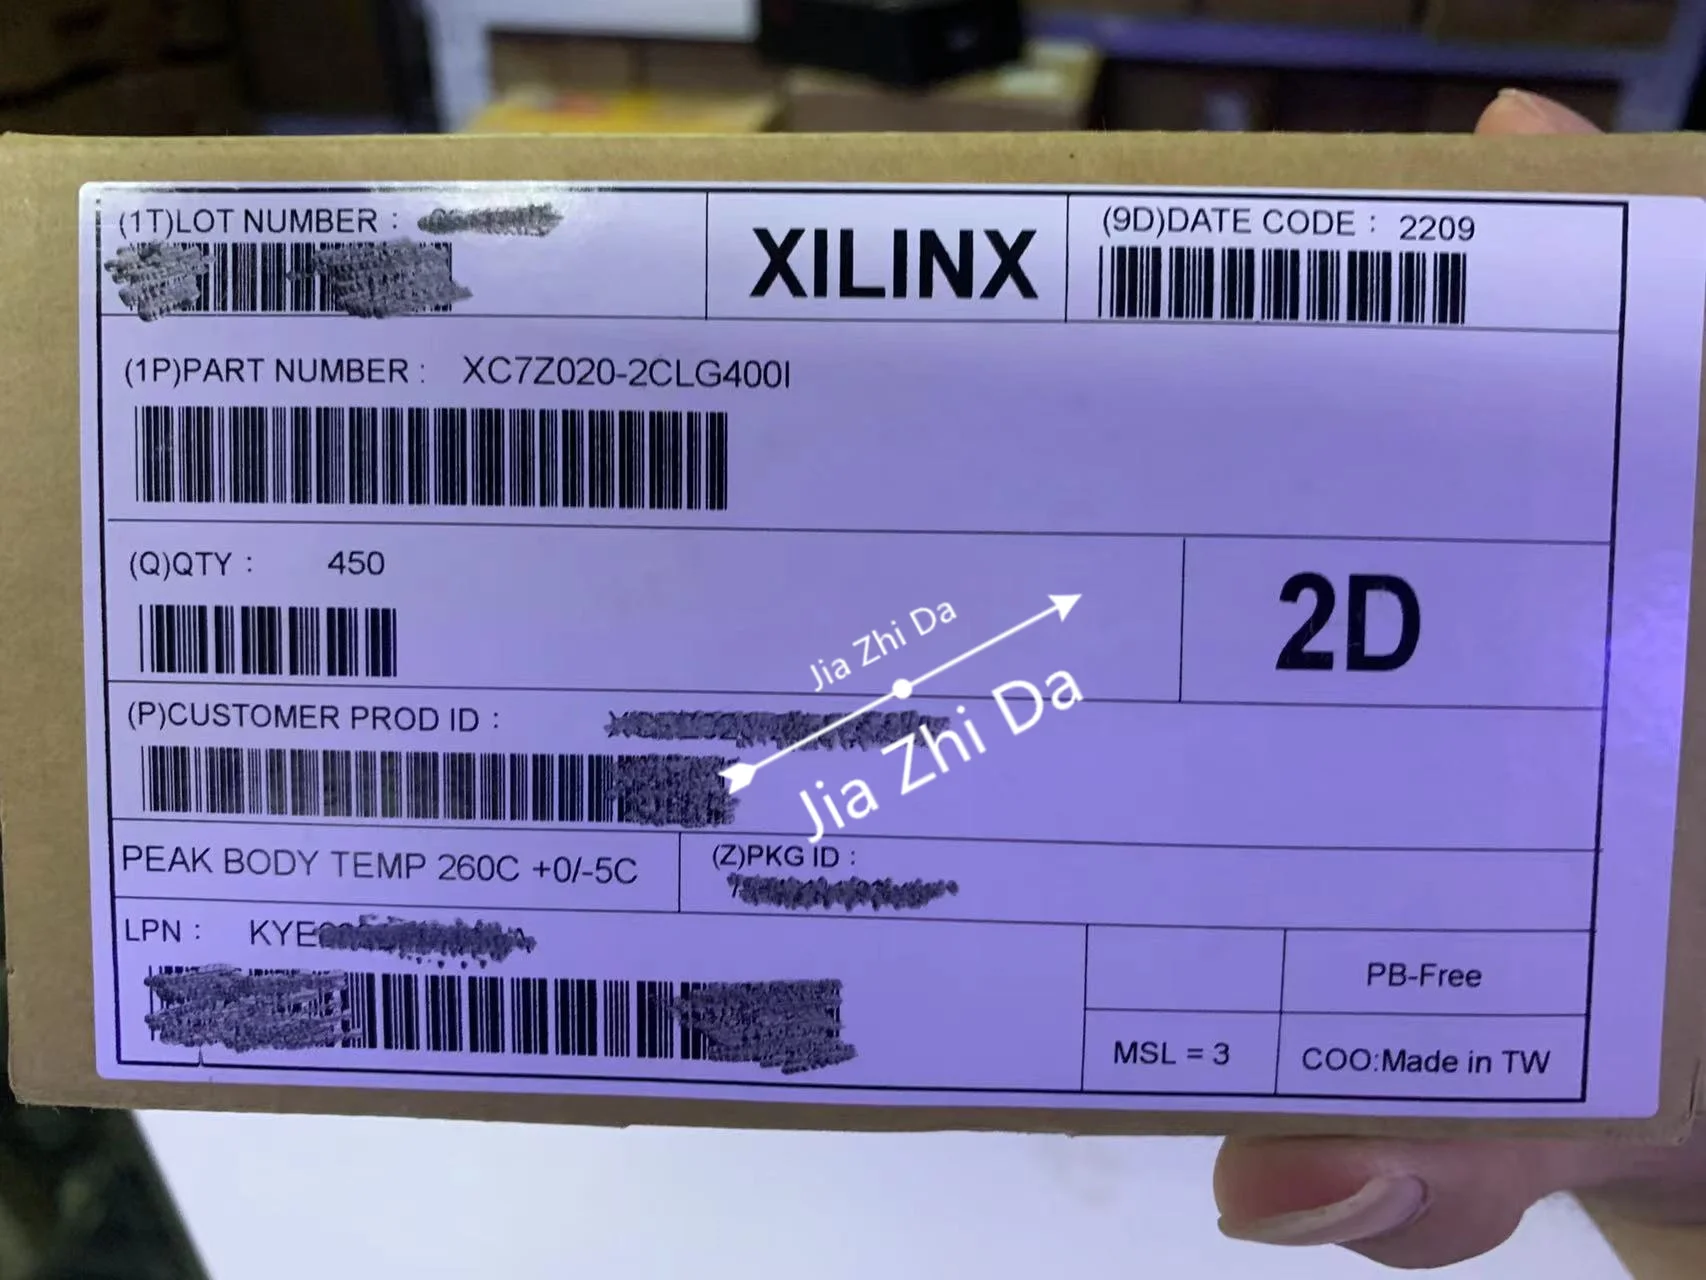 (1T)LOT NUMBER :
XILINX
(9D)DATE CODE : 2209
(1P)PART NUMBER : XC7Z020-2CLG400I
(Q)QTY : 450
2D
Jia Zhi Da
Jia Zhi Da
(P)CUSTOMER PROD ID :
PEAK BODY TEMP 260C +0/-5C
(Z)PKG ID :
LPN : KYE
PB-Free
MSL = 3
COO:Made in TW